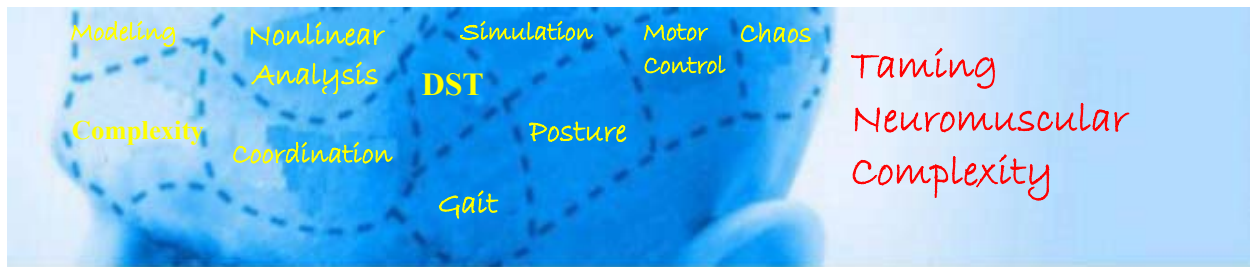 Modeling
Nonlinear
Analysis
Simulation
Motor
Control
Chaos
DST
Complexity
Coordination
Posture
Gait
Taming
Neuromuscular
Complexity